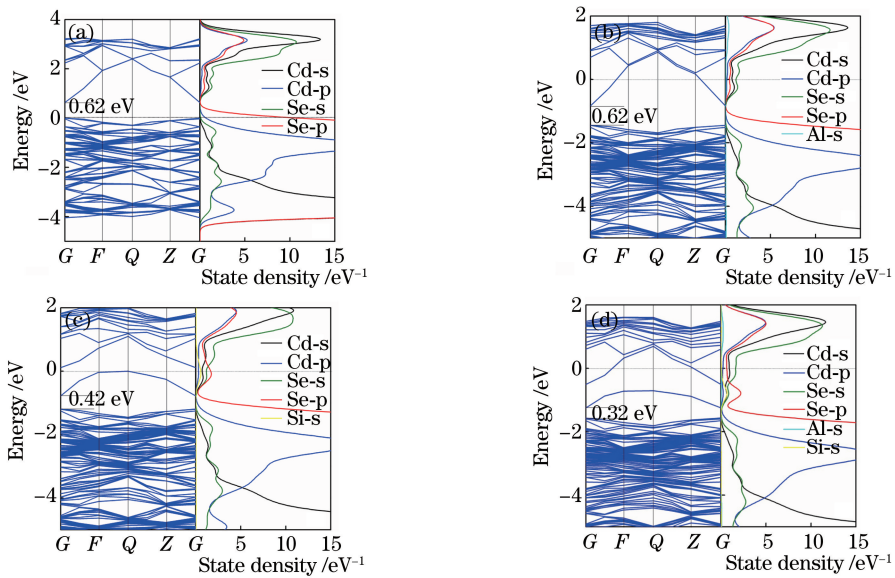 (a)
Energy /eV
4
2
0
−2
−4
0.62 eV
Cd-s
Cd-p
Se-s
Se-p
G F Q Z G 5 10 15
State density /eV⁻¹
(b)
Energy /eV
2
0
−2
−4
0.62 eV
Cd-s
Cd-p
Se-s
Se-p
Al-s
G F Q Z G 5 10 15
State density /eV⁻¹
(c)
Energy /eV
2
0
−2
−4
0.42 eV
Cd-s
Cd-p
Se-s
Se-p
Si-s
G F Q Z G 5 10 15
State density /eV⁻¹
(d)
Energy /eV
2
0
−2
−4
0.32 eV
Cd-s
Cd-p
Se-s
Se-p
Al-s
Si-s
G F Q Z G 5 10 15
State density /eV⁻¹